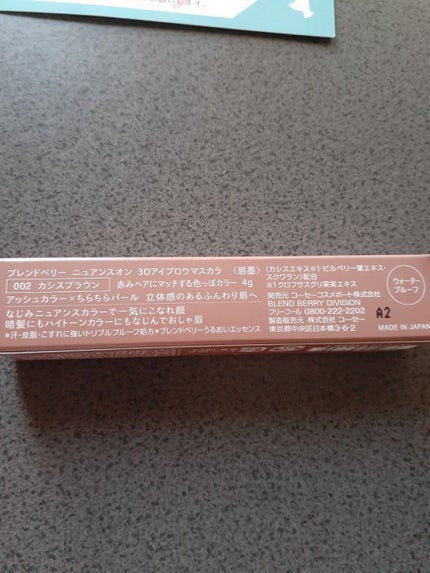 ブレンドベリー ニュアンスオン 3Dアイブロウマスカラ 〈眉墨〉
002 カシスブラウン 赤みヘアにマッチする色っぽカラー 4g
アッシュカラー×ちらちらパール 立体感のあるふんわり眉へ
なじみニュアンスカラーで一気にこなれ顔
暗髪にもハイトーンカラーにもなじんでおしゃ眉
*汗・皮脂・こすれに強いトリプルプルーフ処方*ブレンドベリーうるおいエッセンス
(カシスエキス※1・ビルベリー葉エキス・
スクワラン)配合
※1クロフサスグリ果実エキス
発売元 コーセーコスメポート株式会社
BLEND BERRY DIVISION
フリーコール 0800-222-2202
製造販売元 株式会社 コーセー
東京都中央区日本橋3-6-2
ウォーター
プルーフ
A2
MADE IN JAPAN